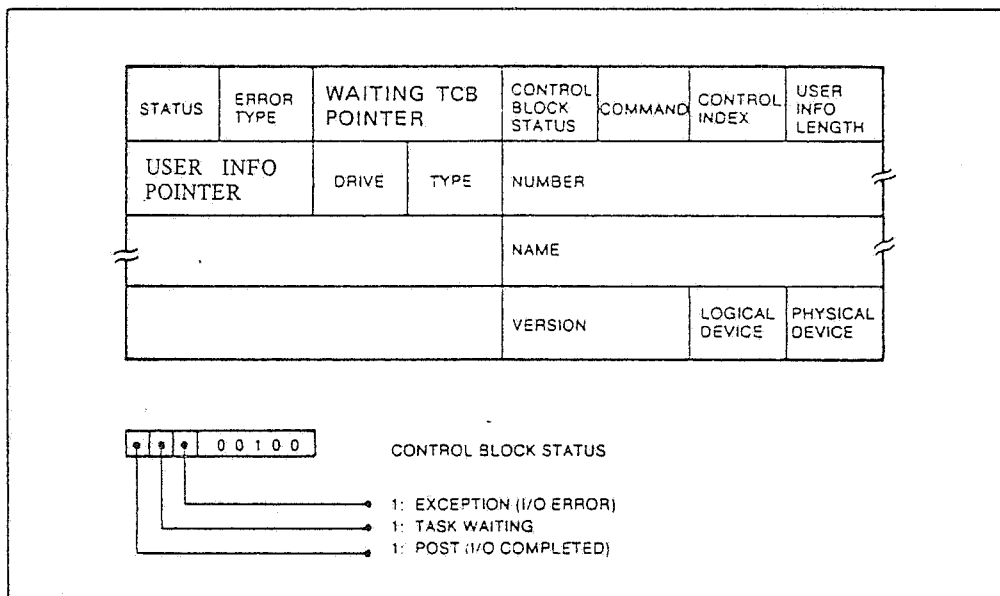 STATUS
ERROR
TYPE
WAITING TCB
POINTER
CONTROL
BLOCK
STATUS
COMMAND
CONTROL
INDEX
USER
INFO
LENGTH
USER INFO
POINTER
DRIVE
TYPE
NUMBER
NAME
VERSION
LOGICAL
DEVICE
PHYSICAL
DEVICE
0 0 1 0 0
CONTROL BLOCK STATUS
1: EXCEPTION (I/O ERROR)
1: TASK WAITING
1: POST (I/O COMPLETED)